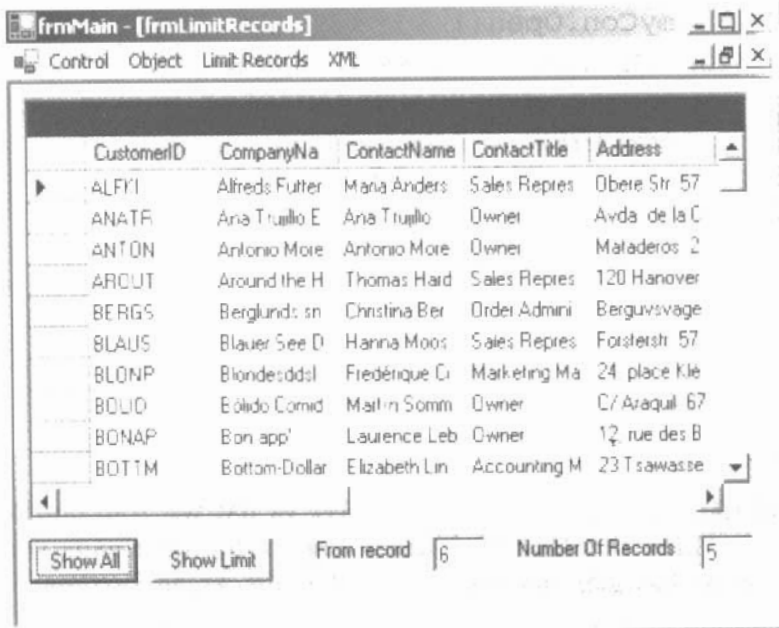 frmMain - [frmLimitRecords]
Control Object Limit Records XML
CustomerID CompanyNa ContactName ContactTitle Address
ALFKI Alfreds Futter Maria Anders Sales Repres Obere Str 57
ANATR Ana Trujillo E Ana Trujillo Owner Avda de la C
ANTON Antonio More Antonio More Owner Mataderos 2
AROUT Around the H Thomas Hard Sales Repres 120 Hanover
BERGS Berglunds sn Christina Ber Order Admini Berguvsvage
BLAUS Blauer See D Hanna Moos Sales Repres Forsterstr 57
BLONP Blondesddsl Frédérique Ci Marketing Ma 24 place Klé
BOLID Bólido Comid Martín Somm Owner C/ Araquil 67
BONAP Bon app' Laurence Leb Owner 12, rue des B
BOTTM Bottom-Dollar Elizabeth Lin Accounting M 23 Tsawasse
Show All Show Limit From record 6 Number Of Records 5